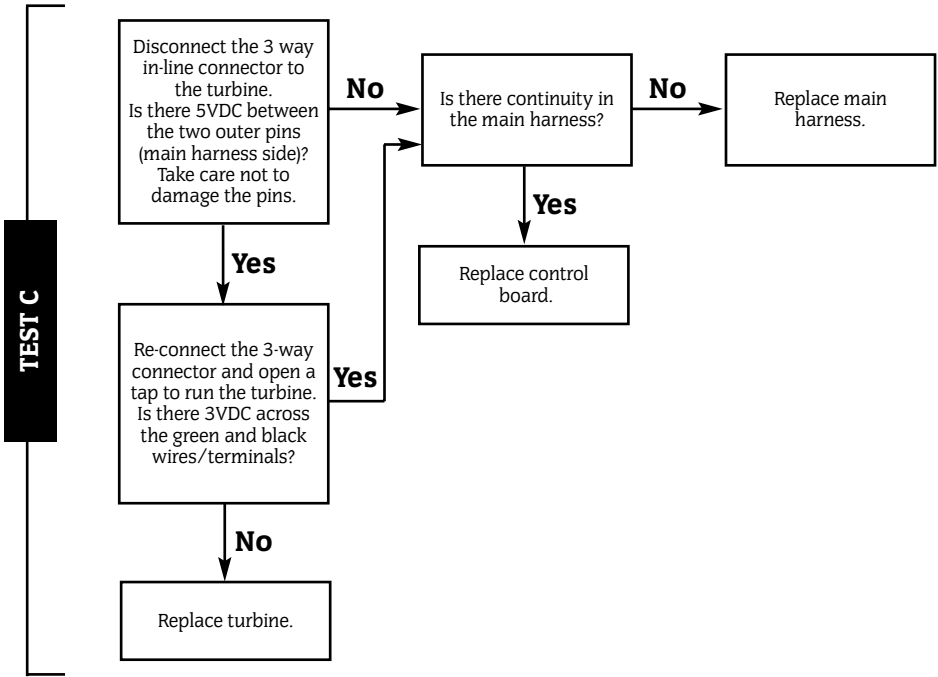 TEST C
Disconnect the 3 way
in-line connector to
the turbine.
Is there 5VDC between
the two outer pins
(main harness side)?
Take care not to
damage the pins.
No
Is there continuity in
the main harness?
No
Replace main
harness.
Yes
Replace control
board.
Yes
Re-connect the 3-way
connector and open a
tap to run the turbine.
Is there 3VDC across
the green and black
wires/terminals?
Yes
No
Replace turbine.